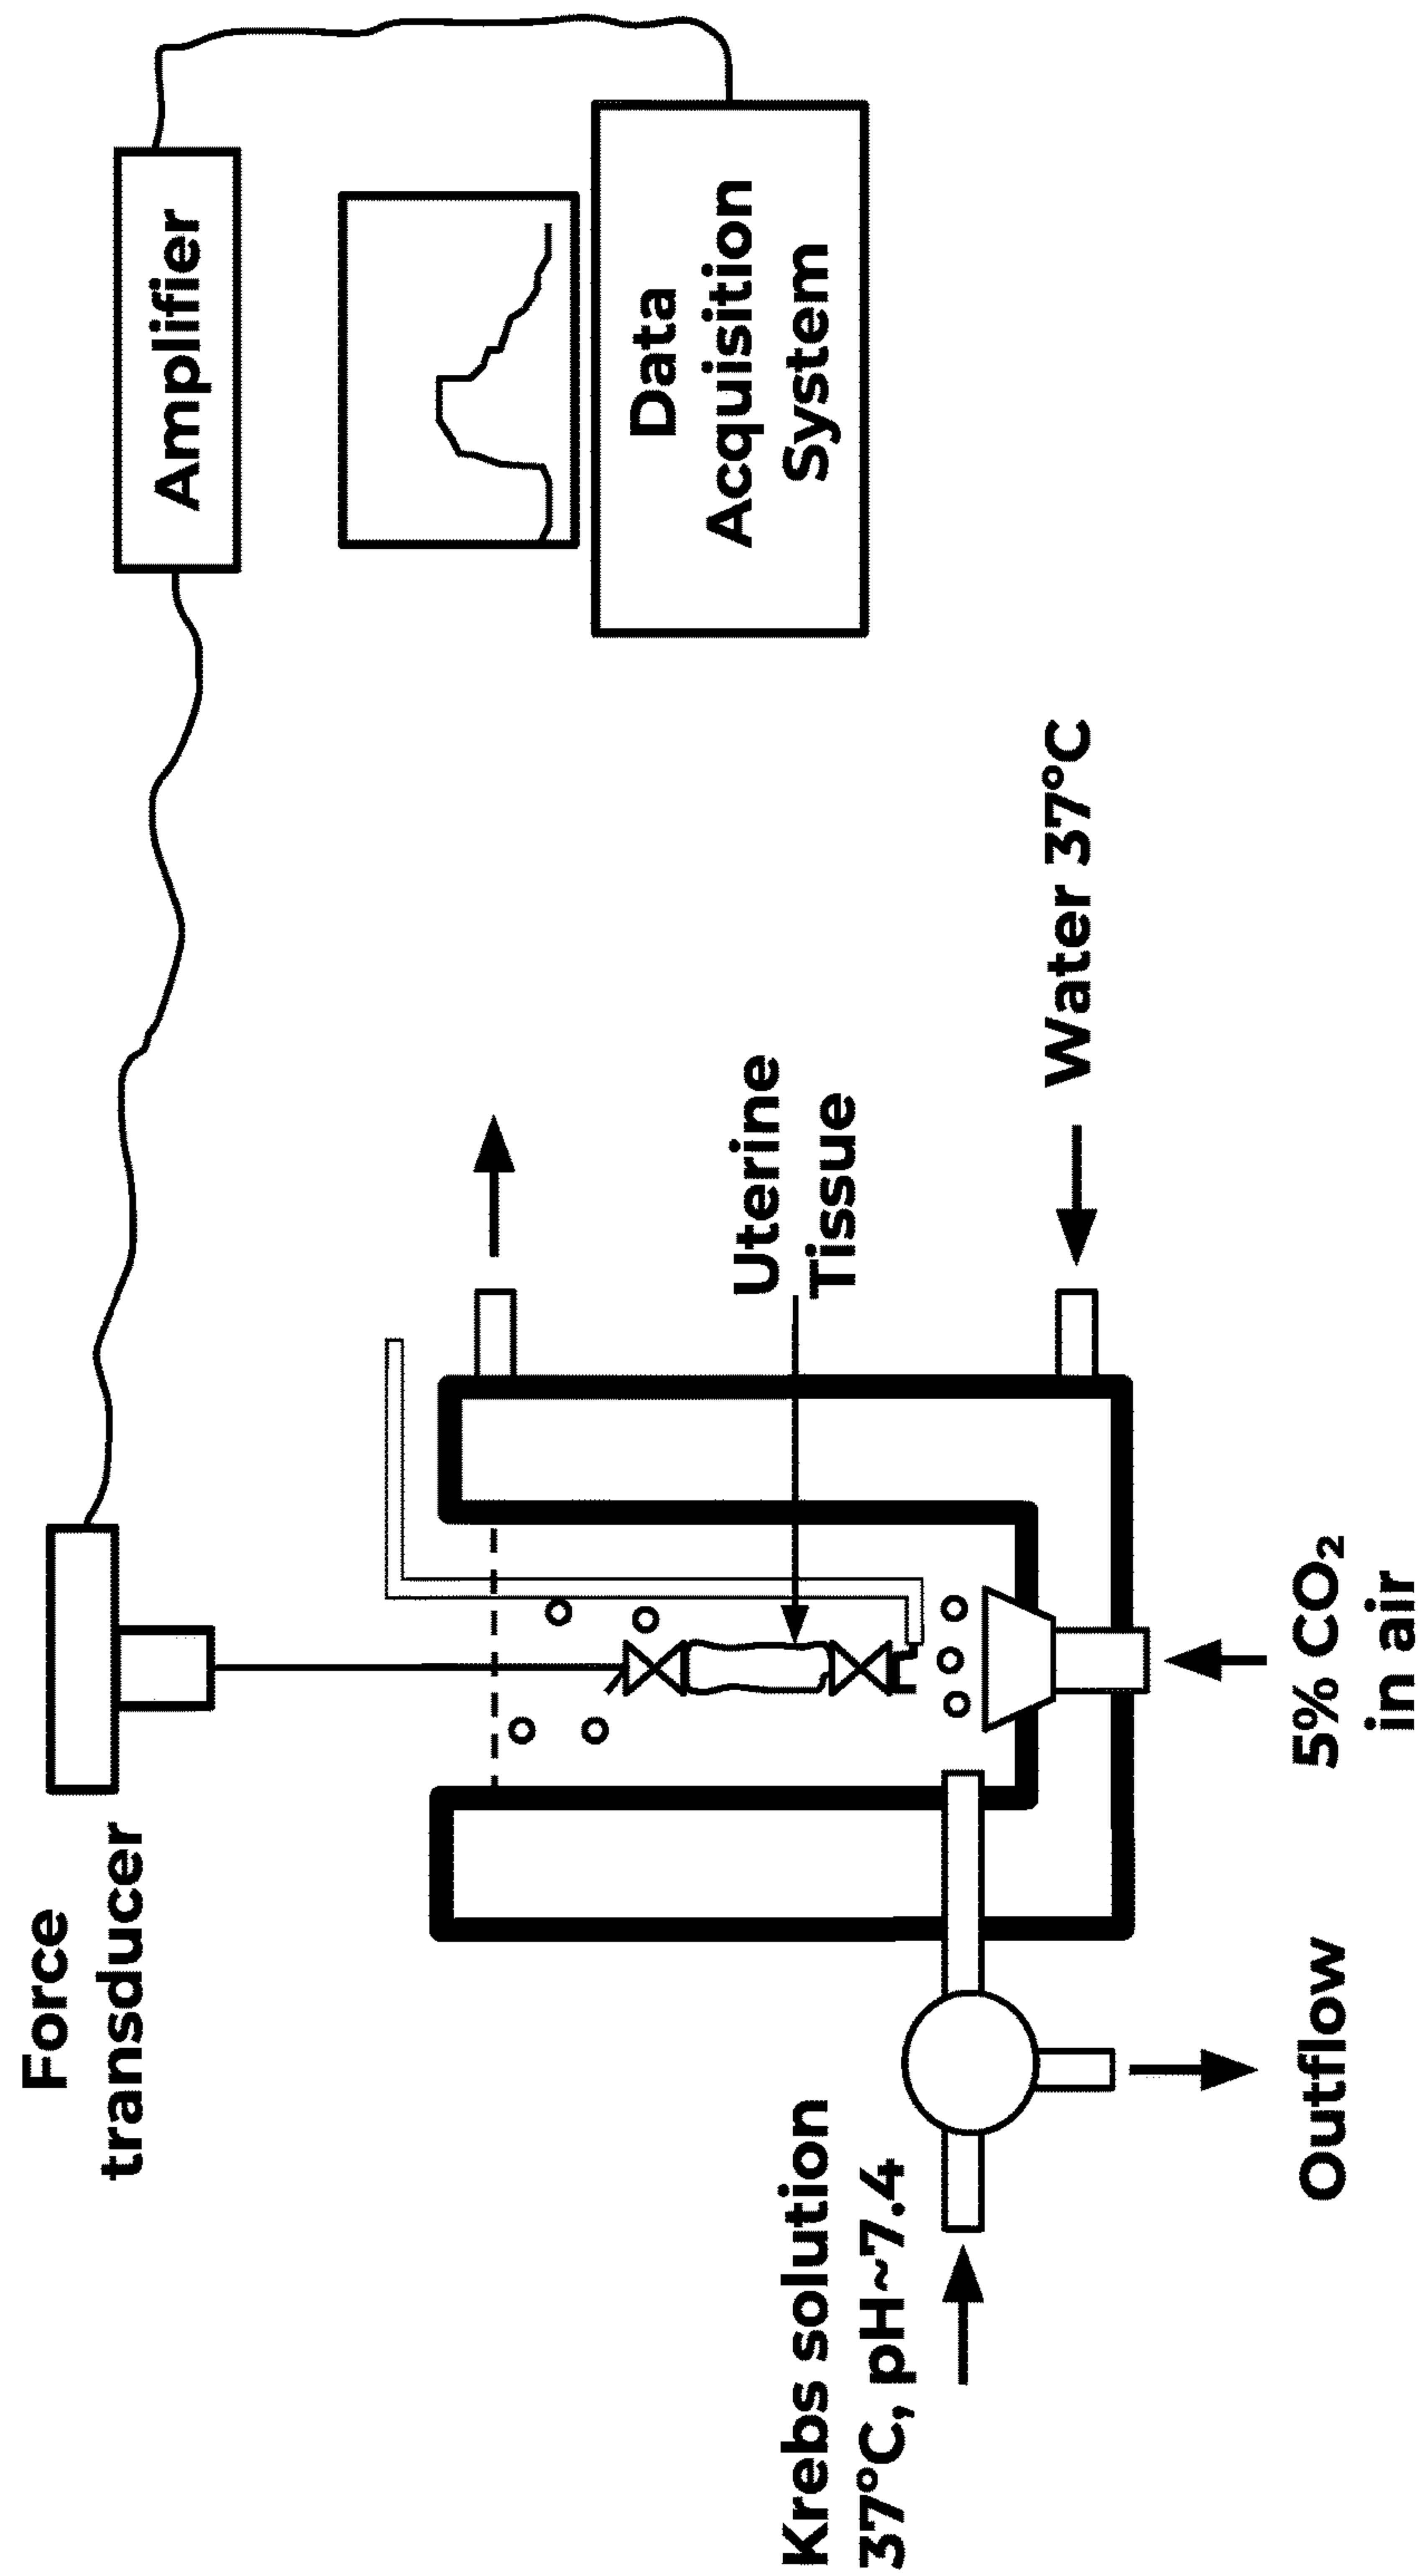 Force
transducer
Amplifier
Data
Acquisition
System
Uterine
Tissue
Krebs solution
37°C, pH~7.4
Water 37°C
Outflow
5% CO₂
in air